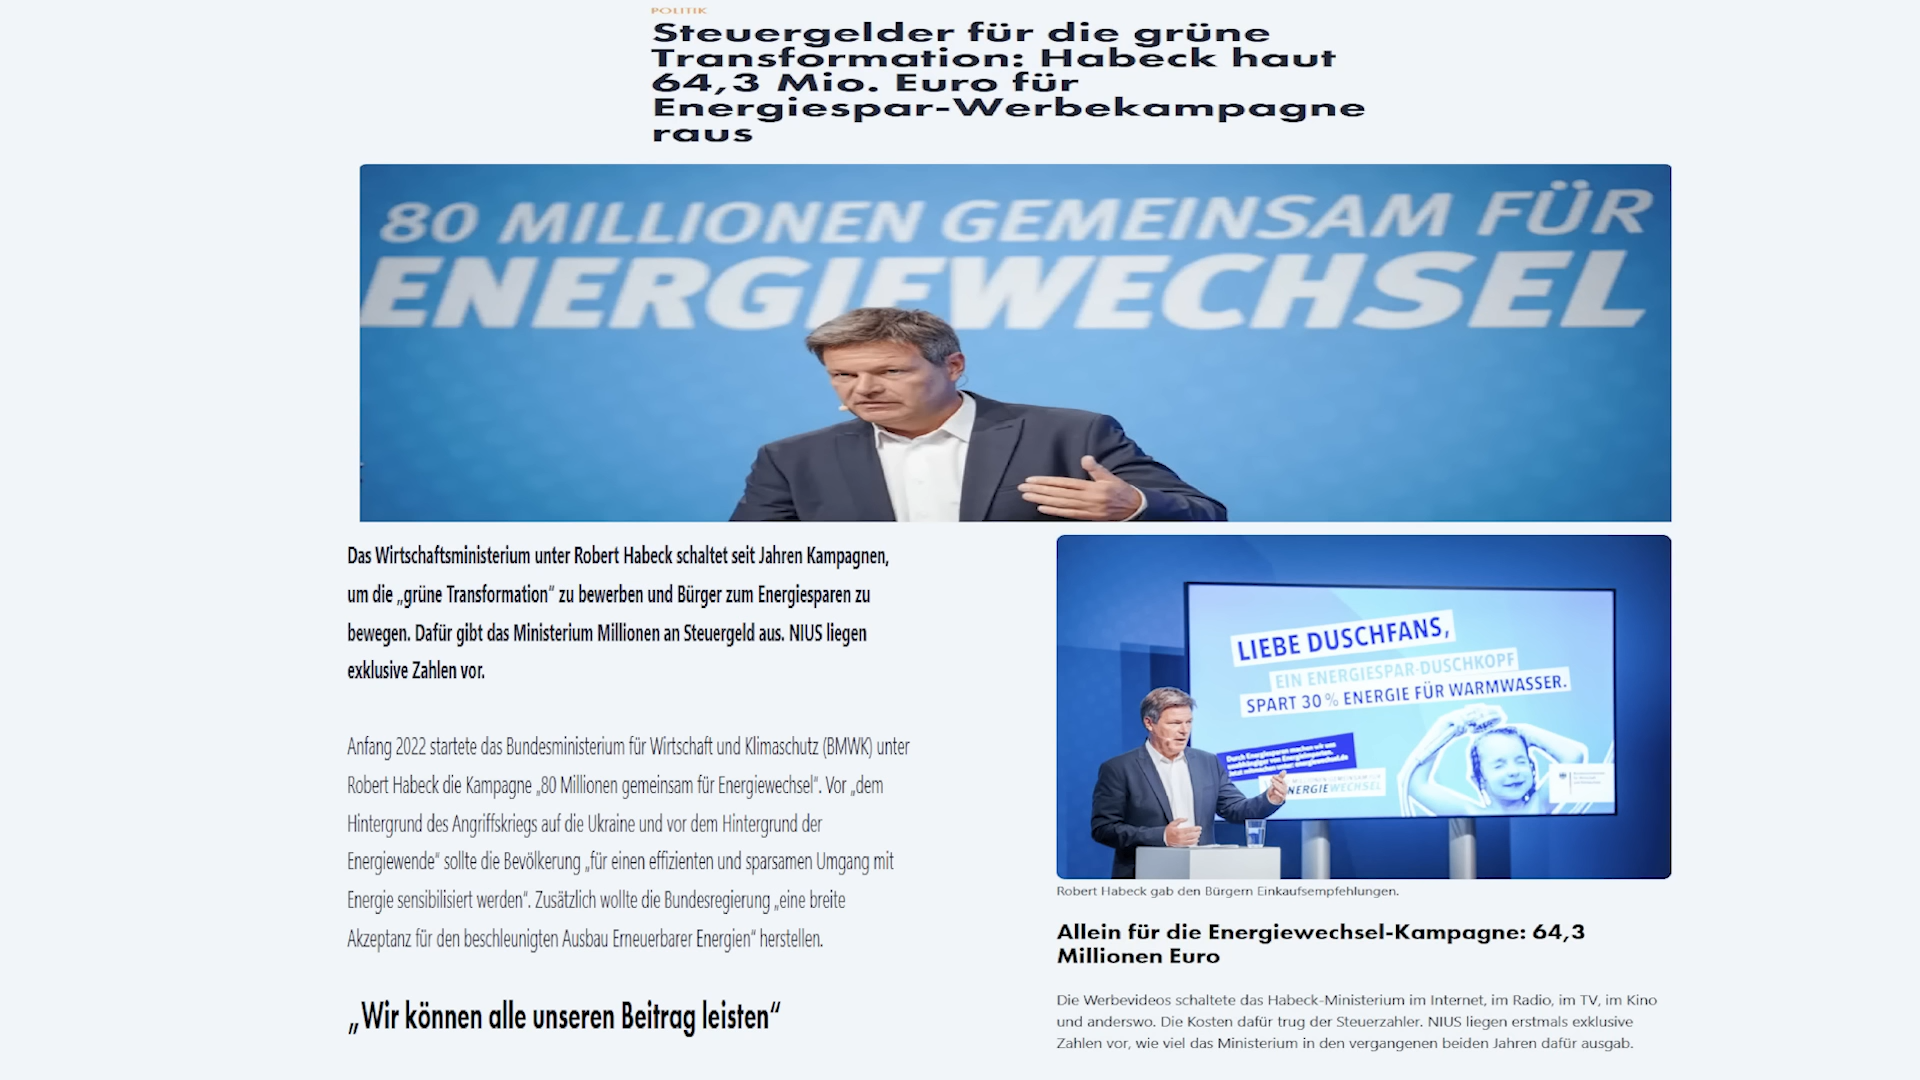 POLITIK
Steuergelder für die grüne
Transformation: Habeck haut
64,3 Mio. Euro für
Energiespar-Werbekampagne
raus
80 MILLIONEN GEMEINSAM FÜR
ENERGIEWECHSEL
Das Wirtschaftsministerium unter Robert Habeck schaltet seit Jahren Kampagnen,
um die „grüne Transformation“ zu bewerben und Bürger zum Energiesparen zu
bewegen. Dafür gibt das Ministerium Millionen an Steuergeld aus. NIUS liegen
exklusive Zahlen vor.
Anfang 2022 startete das Bundesministerium für Wirtschaft und Klimaschutz (BMWK) unter
Robert Habeck die Kampagne „80 Millionen gemeinsam für Energiewechsel“. Vor „dem
Hintergrund des Angriffskriegs auf die Ukraine und vor dem Hintergrund der
Energiewende“ sollte die Bevölkerung „für einen effizienten und sparsamen Umgang mit
Energie sensibilisiert werden“. Zusätzlich wollte die Bundesregierung „eine breite
Akzeptanz für den beschleunigten Ausbau Erneuerbarer Energien“ herstellen.
„Wir können alle unseren Beitrag leisten“
LIEBE DUSCHFANS,
EIN ENERGIESPAR-DUSCHKOPF
SPART 30 % ENERGIE FÜR WARMWASSER.
MILLIONEN GEMEINSAM FÜR
ENERGIEWECHSEL
Robert Habeck gab den Bürgern Einkaufsempfehlungen.
Allein für die Energiewechsel-Kampagne: 64,3
Millionen Euro
Die Werbevideos schaltete das Habeck-Ministerium im Internet, im Radio, im TV, im Kino
und anderswo. Die Kosten dafür trug der Steuerzahler. NIUS liegen erstmals exklusive
Zahlen vor, wie viel das Ministerium in den vergangenen beiden Jahren dafür ausgab.